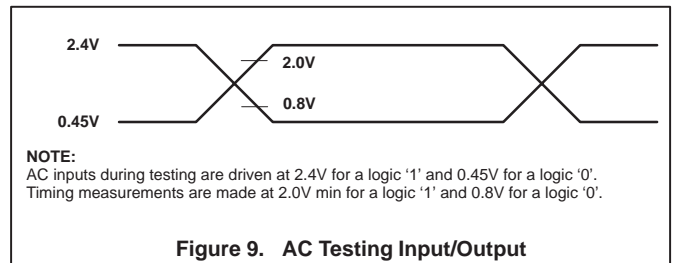 2.4V
2.0V
0.8V
0.45V
NOTE:
AC inputs during testing are driven at 2.4V for a logic ‘1’ and 0.45V for a logic ‘0’.
Timing measurements are made at 2.0V min for a logic ‘1’ and 0.8V for a logic ‘0’.
Figure 9. AC Testing Input/Output